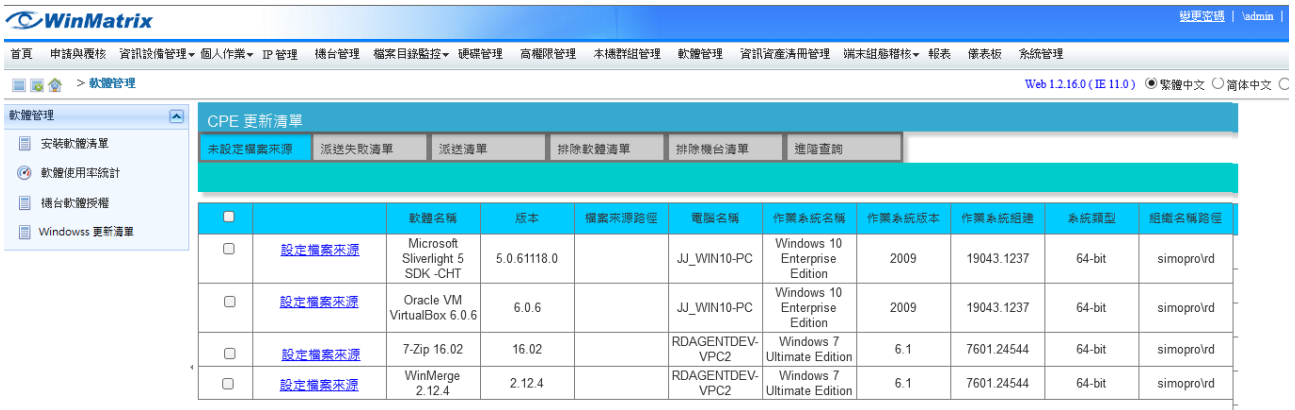 WinMatrix
變更密碼 | \admin |
首頁 申請與覆核 資訊設備管理 個人作業 IP 管理 機台管理 檔案目錄監控 硬碟管理 高權限管理 本機群組管理 軟體管理 資訊資產清冊管理 端末組態稽核 報表 儀表板 系統管理
> 軟體管理
Web 1.2.16.0 ( IE 11.0 ) 繁體中文 简体中文
軟體管理
安裝軟體清單
軟體使用率統計
機台軟體授權
Windowss 更新清單
CPE 更新清單
未設定檔案來源 派送失敗清單 派送清單 排除軟體清單 排除機台清單 進階查詢
軟體名稱 版本 檔案來源路徑 電腦名稱 作業系統名稱 作業系統版本 作業系統組建 系統類型 組織名稱路徑
設定檔案來源 Microsoft Sliverlight 5 SDK -CHT 5.0.61118.0 JJ_WIN10-PC Windows 10 Enterprise Edition 2009 19043.1237 64-bit simopro\rd
設定檔案來源 Oracle VM VirtualBox 6.0.6 6.0.6 JJ_WIN10-PC Windows 10 Enterprise Edition 2009 19043.1237 64-bit simopro\rd
設定檔案來源 7-Zip 16.02 16.02 RDAGENTDEV-VPC2 Windows 7 Ultimate Edition 6.1 7601.24544 64-bit simopro\rd
設定檔案來源 WinMerge 2.12.4 2.12.4 RDAGENTDEV-VPC2 Windows 7 Ultimate Edition 6.1 7601.24544 64-bit simopro\rd